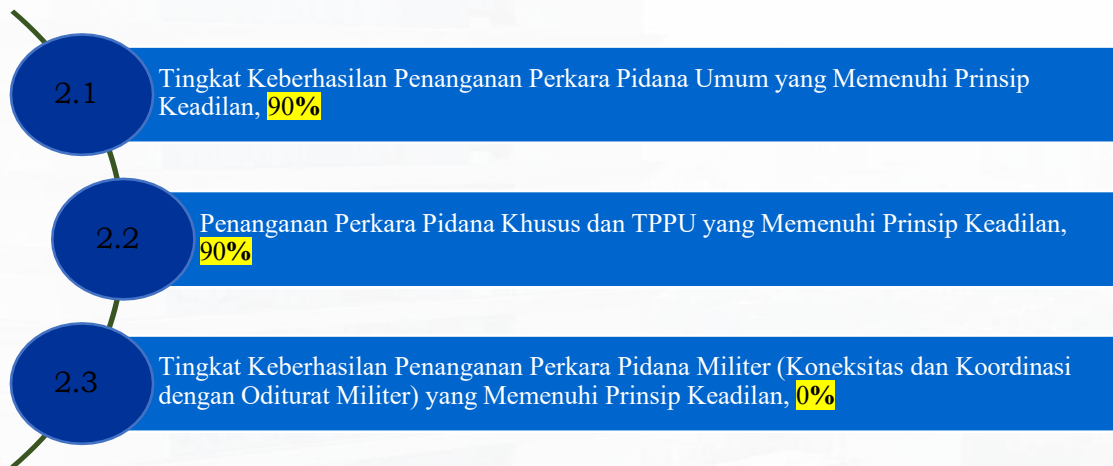 2.1
Tingkat Keberhasilan Penanganan Perkara Pidana Umum yang Memenuhi Prinsip
Keadilan, 90%
2.2
Penanganan Perkara Pidana Khusus dan TPPU yang Memenuhi Prinsip Keadilan,
90%
2.3
Tingkat Keberhasilan Penanganan Perkara Pidana Militer (Koneksitas dan Koordinasi
dengan Oditurat Militer) yang Memenuhi Prinsip Keadilan, 0%